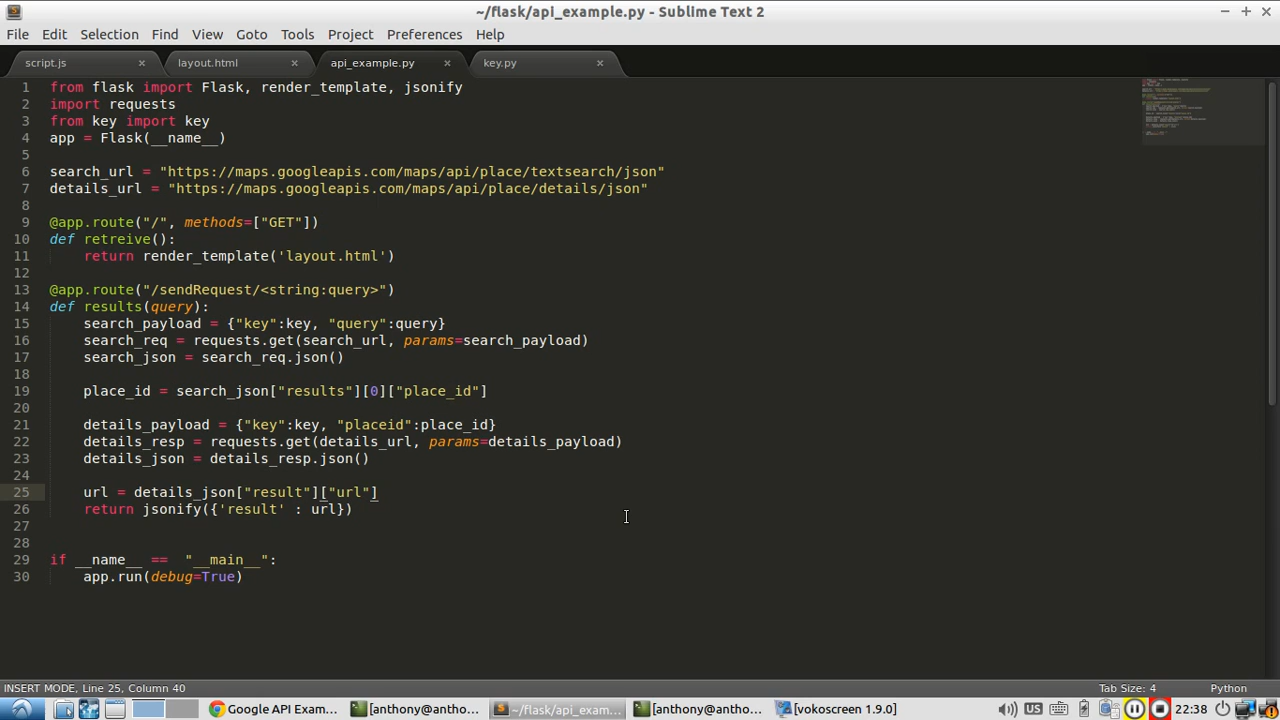 ~/flask/api_example.py - Sublime Text 2
File Edit Selection Find View Goto Tools Project Preferences Help
script.js × layout.html × api_example.py × key.py ×
1 from flask import Flask, render_template, jsonify
2 import requests
3 from key import key
4 app = Flask(__name__)
5
6 search_url = "https://maps.googleapis.com/maps/api/place/textsearch/json"
7 details_url = "https://maps.googleapis.com/maps/api/place/details/json"
8
9 @app.route("/", methods=["GET"])
10 def retreive():
11     return render_template('layout.html')
12
13 @app.route("/sendRequest/<string:query>")
14 def results(query):
15     search_payload = {"key":key, "query":query}
16     search_req = requests.get(search_url, params=search_payload)
17     search_json = search_req.json()
18
19     place_id = search_json["results"][0]["place_id"]
20
21     details_payload = {"key":key, "placeid":place_id}
22     details_resp = requests.get(details_url, params=details_payload)
23     details_json = details_resp.json()
24
25     url = details_json["result"]["url"]
26     return jsonify({'result' : url})
27
28
29 if __name__ ==  "__main__":
30     app.run(debug=True)
INSERT MODE, Line 25, Column 40 Tab Size: 4 Python
Google API Exam... [anthony@antho... ~/flask/api_exam... [anthony@antho... [vokoscreen 1.9.0] US 22:38